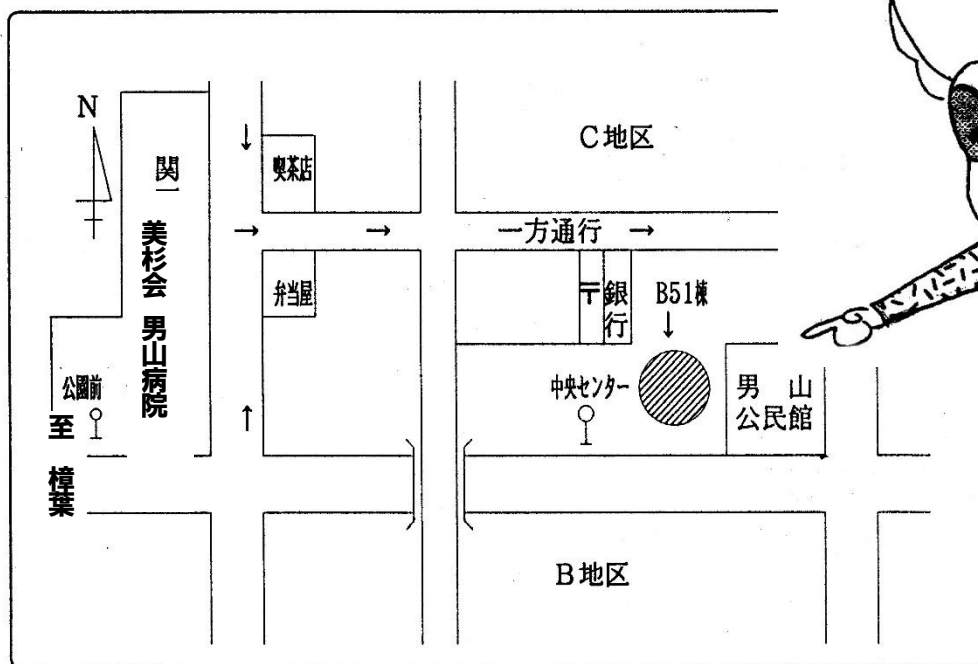 N
関一
美杉会 男山病院
公園前
至 樟葉
喫茶店
弁当屋
C地区
→ → 一方通行 →
〒
銀行
B51棟
中央センター
男山
公民館
B地区